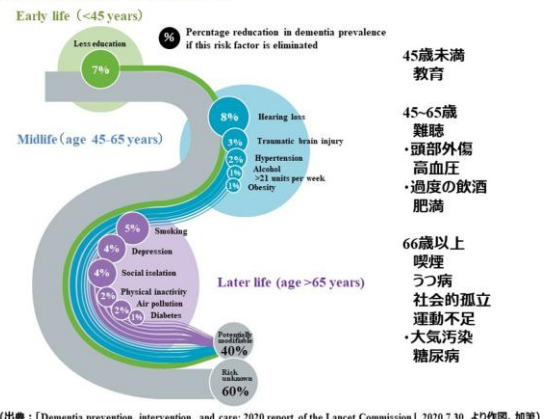 Early life (<45 years)
% Percntage reducation in dementia prevalence
if this risk factor is eliminated
Less education
7%
Midlife (age 45-65 years)
8% Hearing loss
3% Traumatic brain injury
2% Hypertension
1% Alcohol
>21 units per week
1% Obesity
5% Smoking
4% Depression
4% Social isolation
2% Physical inactivity
2% Air pollution
1% Diabetes
Later life (age >65 years)
Potentially
modifiable
40%
Risk
unknown
60%
45歳未満
教育
45~65歳
難聴
・頭部外傷
高血圧
・過度の飲酒
肥満
66歳以上
喫煙
うつ病
社会的孤立
運動不足
・大気汚染
糖尿病
(出典:「Dementia prevention, intervention, and care: 2020 report of the Lancet Commission」2020.7.30 より作図、加筆)